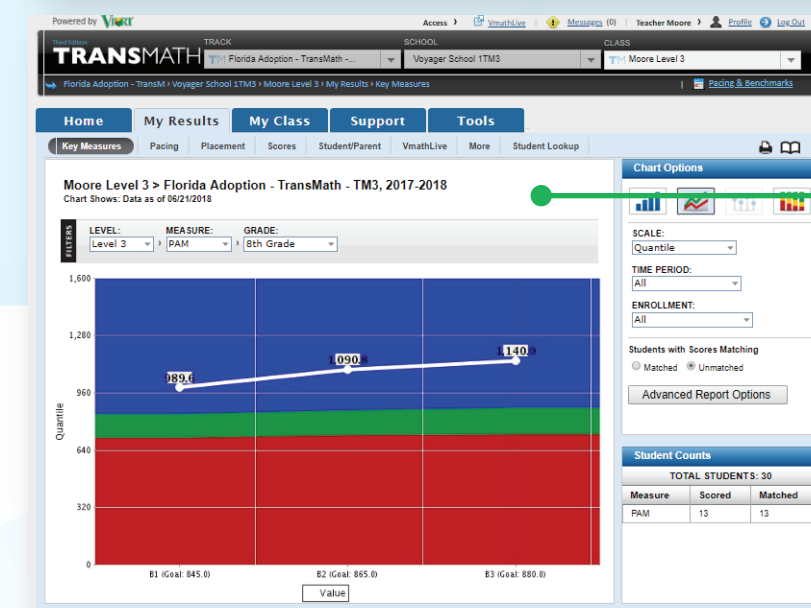 Powered by VPORT
Access › VmathLive Messages (0) Teacher Moore › Profile Log Out
Third Edition
TRANSMATH
TRACK SCHOOL CLASS
TM Florida Adoption - TransMath -... Voyager School 1TM3 TM Moore Level 3
Florida Adoption - TransM › Voyager School 1TM3 › Moore Level 3 › My Results › Key Measures | Pacing & Benchmarks
Home My Results My Class Support Tools
Key Measures Pacing Placement Scores Student/Parent VmathLive More Student Lookup
Moore Level 3 > Florida Adoption - TransMath - TM3, 2017-2018
Chart Shows: Data as of 06/21/2018
FILTERS
LEVEL: MEASURE: GRADE:
Level 3 › PAM › 8th Grade
Quantile
1,600
1,280
960
640
320
0
989.6
1,090.8
1,140.0
B1 (Goal: 845.0) B2 (Goal: 865.0) B3 (Goal: 880.0)
Value
Chart Options
SCALE:
Quantile
TIME PERIOD:
All
ENROLLMENT:
All
Students with Scores Matching
Matched Unmatched
Advanced Report Options
Student Counts
TOTAL STUDENTS: 30
Measure Scored Matched
PAM 13 13